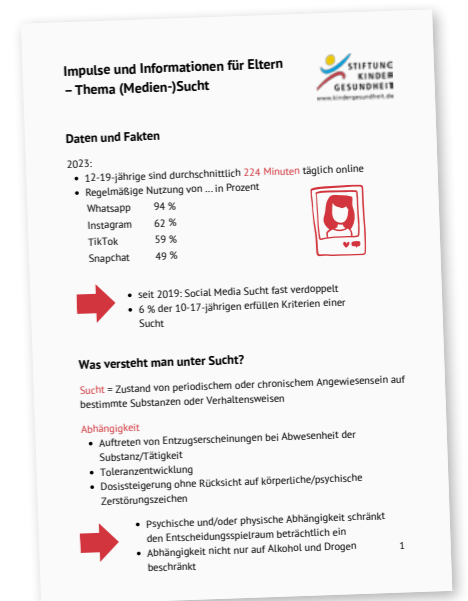 Impulse und Informationen für Eltern
– Thema (Medien-)Sucht
STIFTUNG
KINDER
GESUNDHEIT
www.kindergesundheit.de
Daten und Fakten
2023:
• 12-19-jährige sind durchschnittlich 224 Minuten täglich online
• Regelmäßige Nutzung von ... in Prozent
Whatsapp 94 %
Instagram 62 %
TikTok 59 %
Snapchat 49 %
• seit 2019: Social Media Sucht fast verdoppelt
• 6 % der 10-17-jährigen erfüllen Kriterien einer
Sucht
Was versteht man unter Sucht?
Sucht = Zustand von periodischem oder chronischem Angewiesensein auf
bestimmte Substanzen oder Verhaltensweisen
Abhängigkeit
• Auftreten von Entzugserscheinungen bei Abwesenheit der
Substanz/Tätigkeit
• Toleranzentwicklung
• Dosissteigerung ohne Rücksicht auf körperliche/psychische
Zerstörungszeichen
• Psychische und/oder physische Abhängigkeit schränkt
den Entscheidungsspielraum beträchtlich ein
• Abhängigkeit nicht nur auf Alkohol und Drogen
beschränkt
1